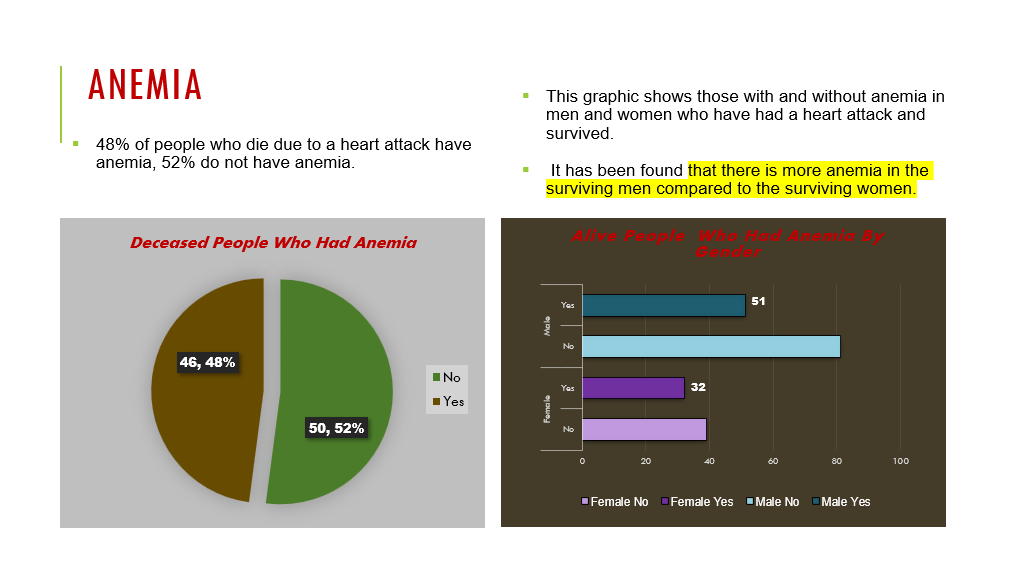 ANEMIA
▪ 48% of people who die due to a heart attack have
anemia, 52% do not have anemia.
▪ This graphic shows those with and without anemia in
men and women who have had a heart attack and
survived.
▪ It has been found that there is more anemia in the
surviving men compared to the surviving women.
Deceased People Who Had Anemia
46, 48%
50, 52%
No
Yes
Alive People Who Had Anemia By
Gender
Male
Yes
51
No
Female
Yes
32
No
0 20 40 60 80 100
Female No Female Yes Male No Male Yes